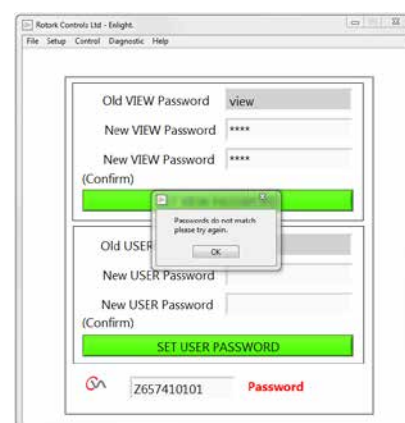 Rotork Controls Ltd - Enlight.
File Setup Control Diagnostic Help
Old VIEW Password view
New VIEW Password ****
New VIEW Password ****
(Confirm)
Passwords do not match
please try again.
OK
Old USER
New USER Password
New USER Password
(Confirm)
SET USER PASSWORD
Z657410101 Password